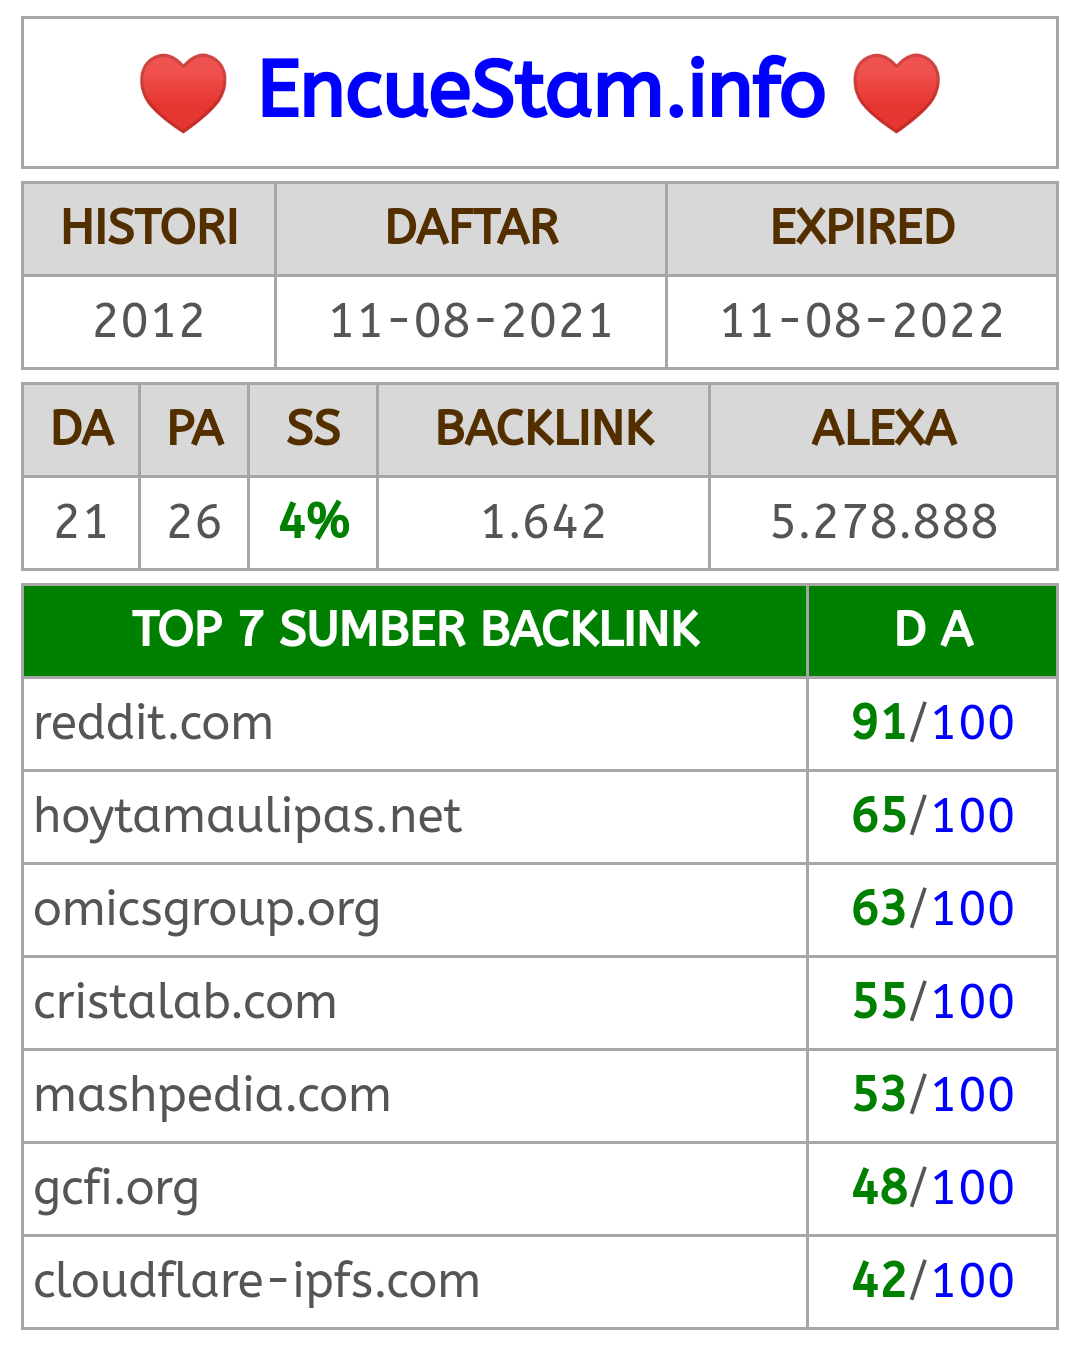 EncueStam.info
HISTORI DAFTAR EXPIRED
2012 11-08-2021 11-08-2022
DA PA SS BACKLINK ALEXA
21 26 4% 1.642 5.278.888
TOP 7 SUMBER BACKLINK D A
reddit.com 91/100
hoytamaulipas.net 65/100
omicsgroup.org 63/100
cristalab.com 55/100
mashpedia.com 53/100
gcfi.org 48/100
cloudflare-ipfs.com 42/100